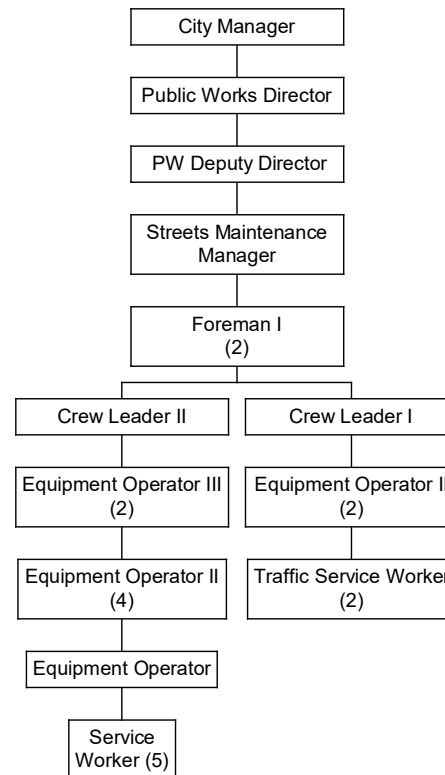 City Manager
Public Works Director
PW Deputy Director
Streets Maintenance
Manager
Foreman I
(2)
Crew Leader II
Crew Leader I
Equipment Operator III
(2)
Equipment Operator II
(2)
Equipment Operator II
(4)
Traffic Service Worker
(2)
Equipment Operator
Service
Worker (5)